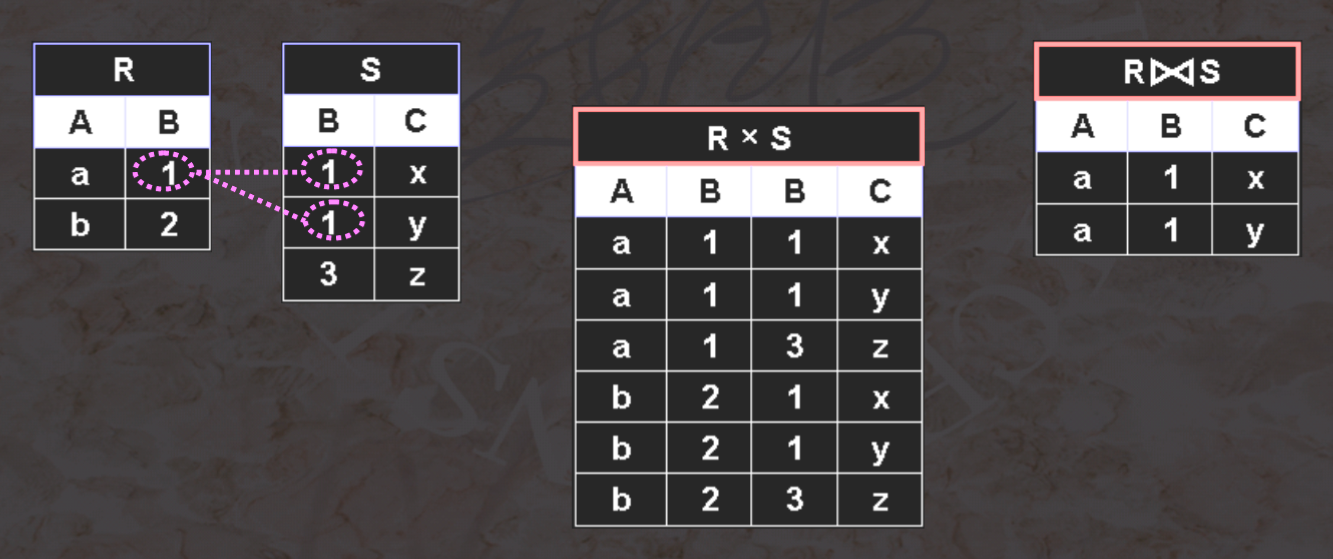 R
A B
a 1
b 2
S
B C
1 x
1 y
3 z
R × S
A B B C
a 1 1 x
a 1 1 y
a 1 3 z
b 2 1 x
b 2 1 y
b 2 3 z
R⋈S
A B C
a 1 x
a 1 y